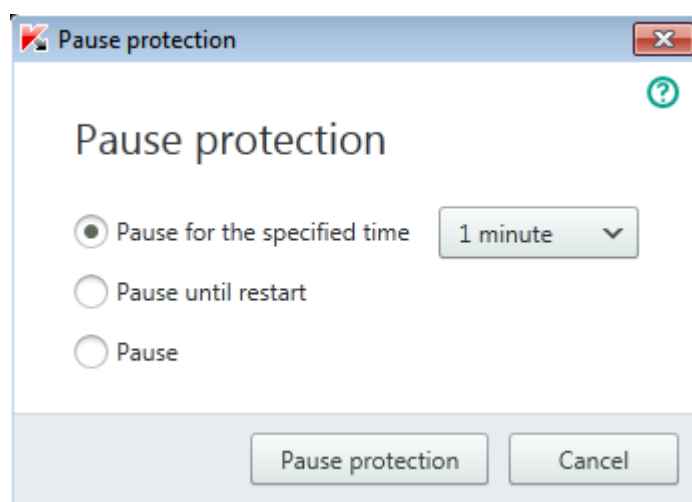 Pause protection
?
Pause protection
Pause for the specified time 1 minute
Pause until restart
Pause
Pause protection Cancel